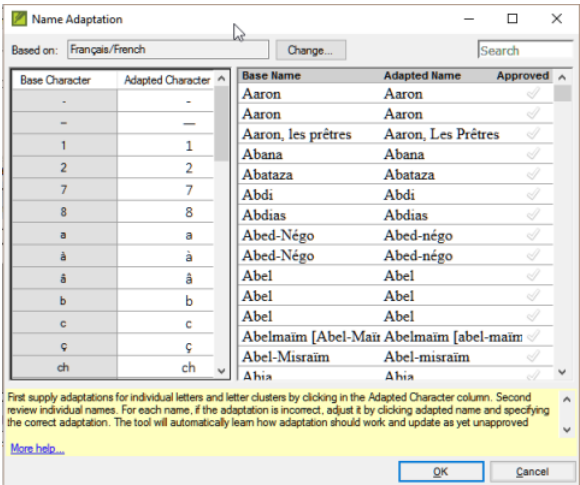 Name Adaptation
Based on: Français/French Change... Search
Base Character Adapted Character
- -
– —
1 1
2 2
7 7
8 8
a a
à à
â â
b b
c c
ç ç
ch ch
Base Name Adapted Name Approved
Aaron Aaron
Aaron Aaron
Aaron, les prêtres Aaron, Les Prêtres
Abana Abana
Abataza Abataza
Abdi Abdi
Abdias Abdias
Abed-Négo Abed-négo
Abed-Négo Abed-négo
Abel Abel
Abel Abel
Abel Abel
Abelmaïm [Abel-Maïm Abelmaïm [abel-maïm
Abel-Misraïm Abel-misraïm
Abia Abia
First supply adaptations for individual letters and letter clusters by clicking in the Adapted Character column. Second
review individual names. For each name, if the adaptation is incorrect, adjust it by clicking adapted name and specifying
the correct adaptation. The tool will automatically learn how adaptation should work and update as yet unapproved
More help...
OK Cancel